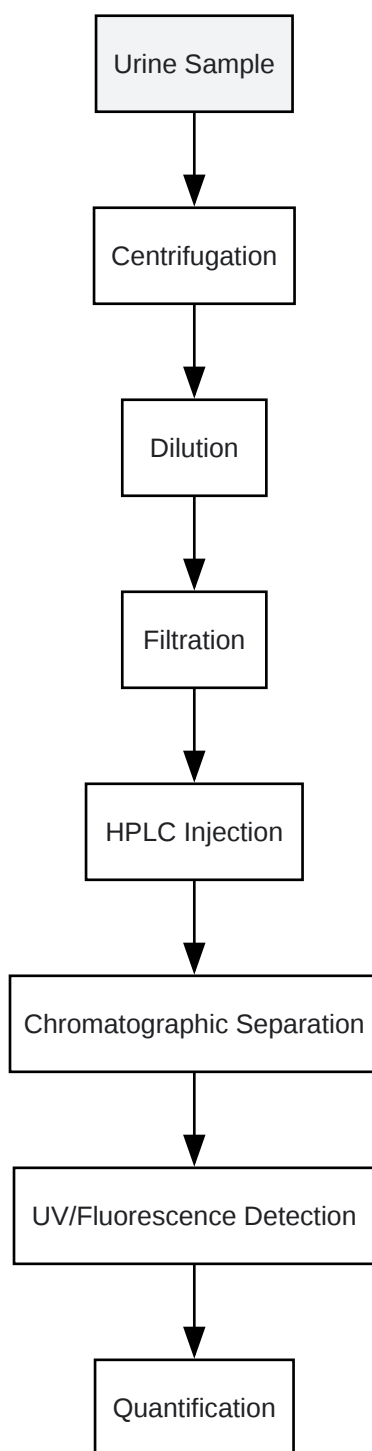 Urine Sample
Centrifugation
Dilution
Filtration
HPLC Injection
Chromatographic Separation
UV/Fluorescence Detection
Quantification